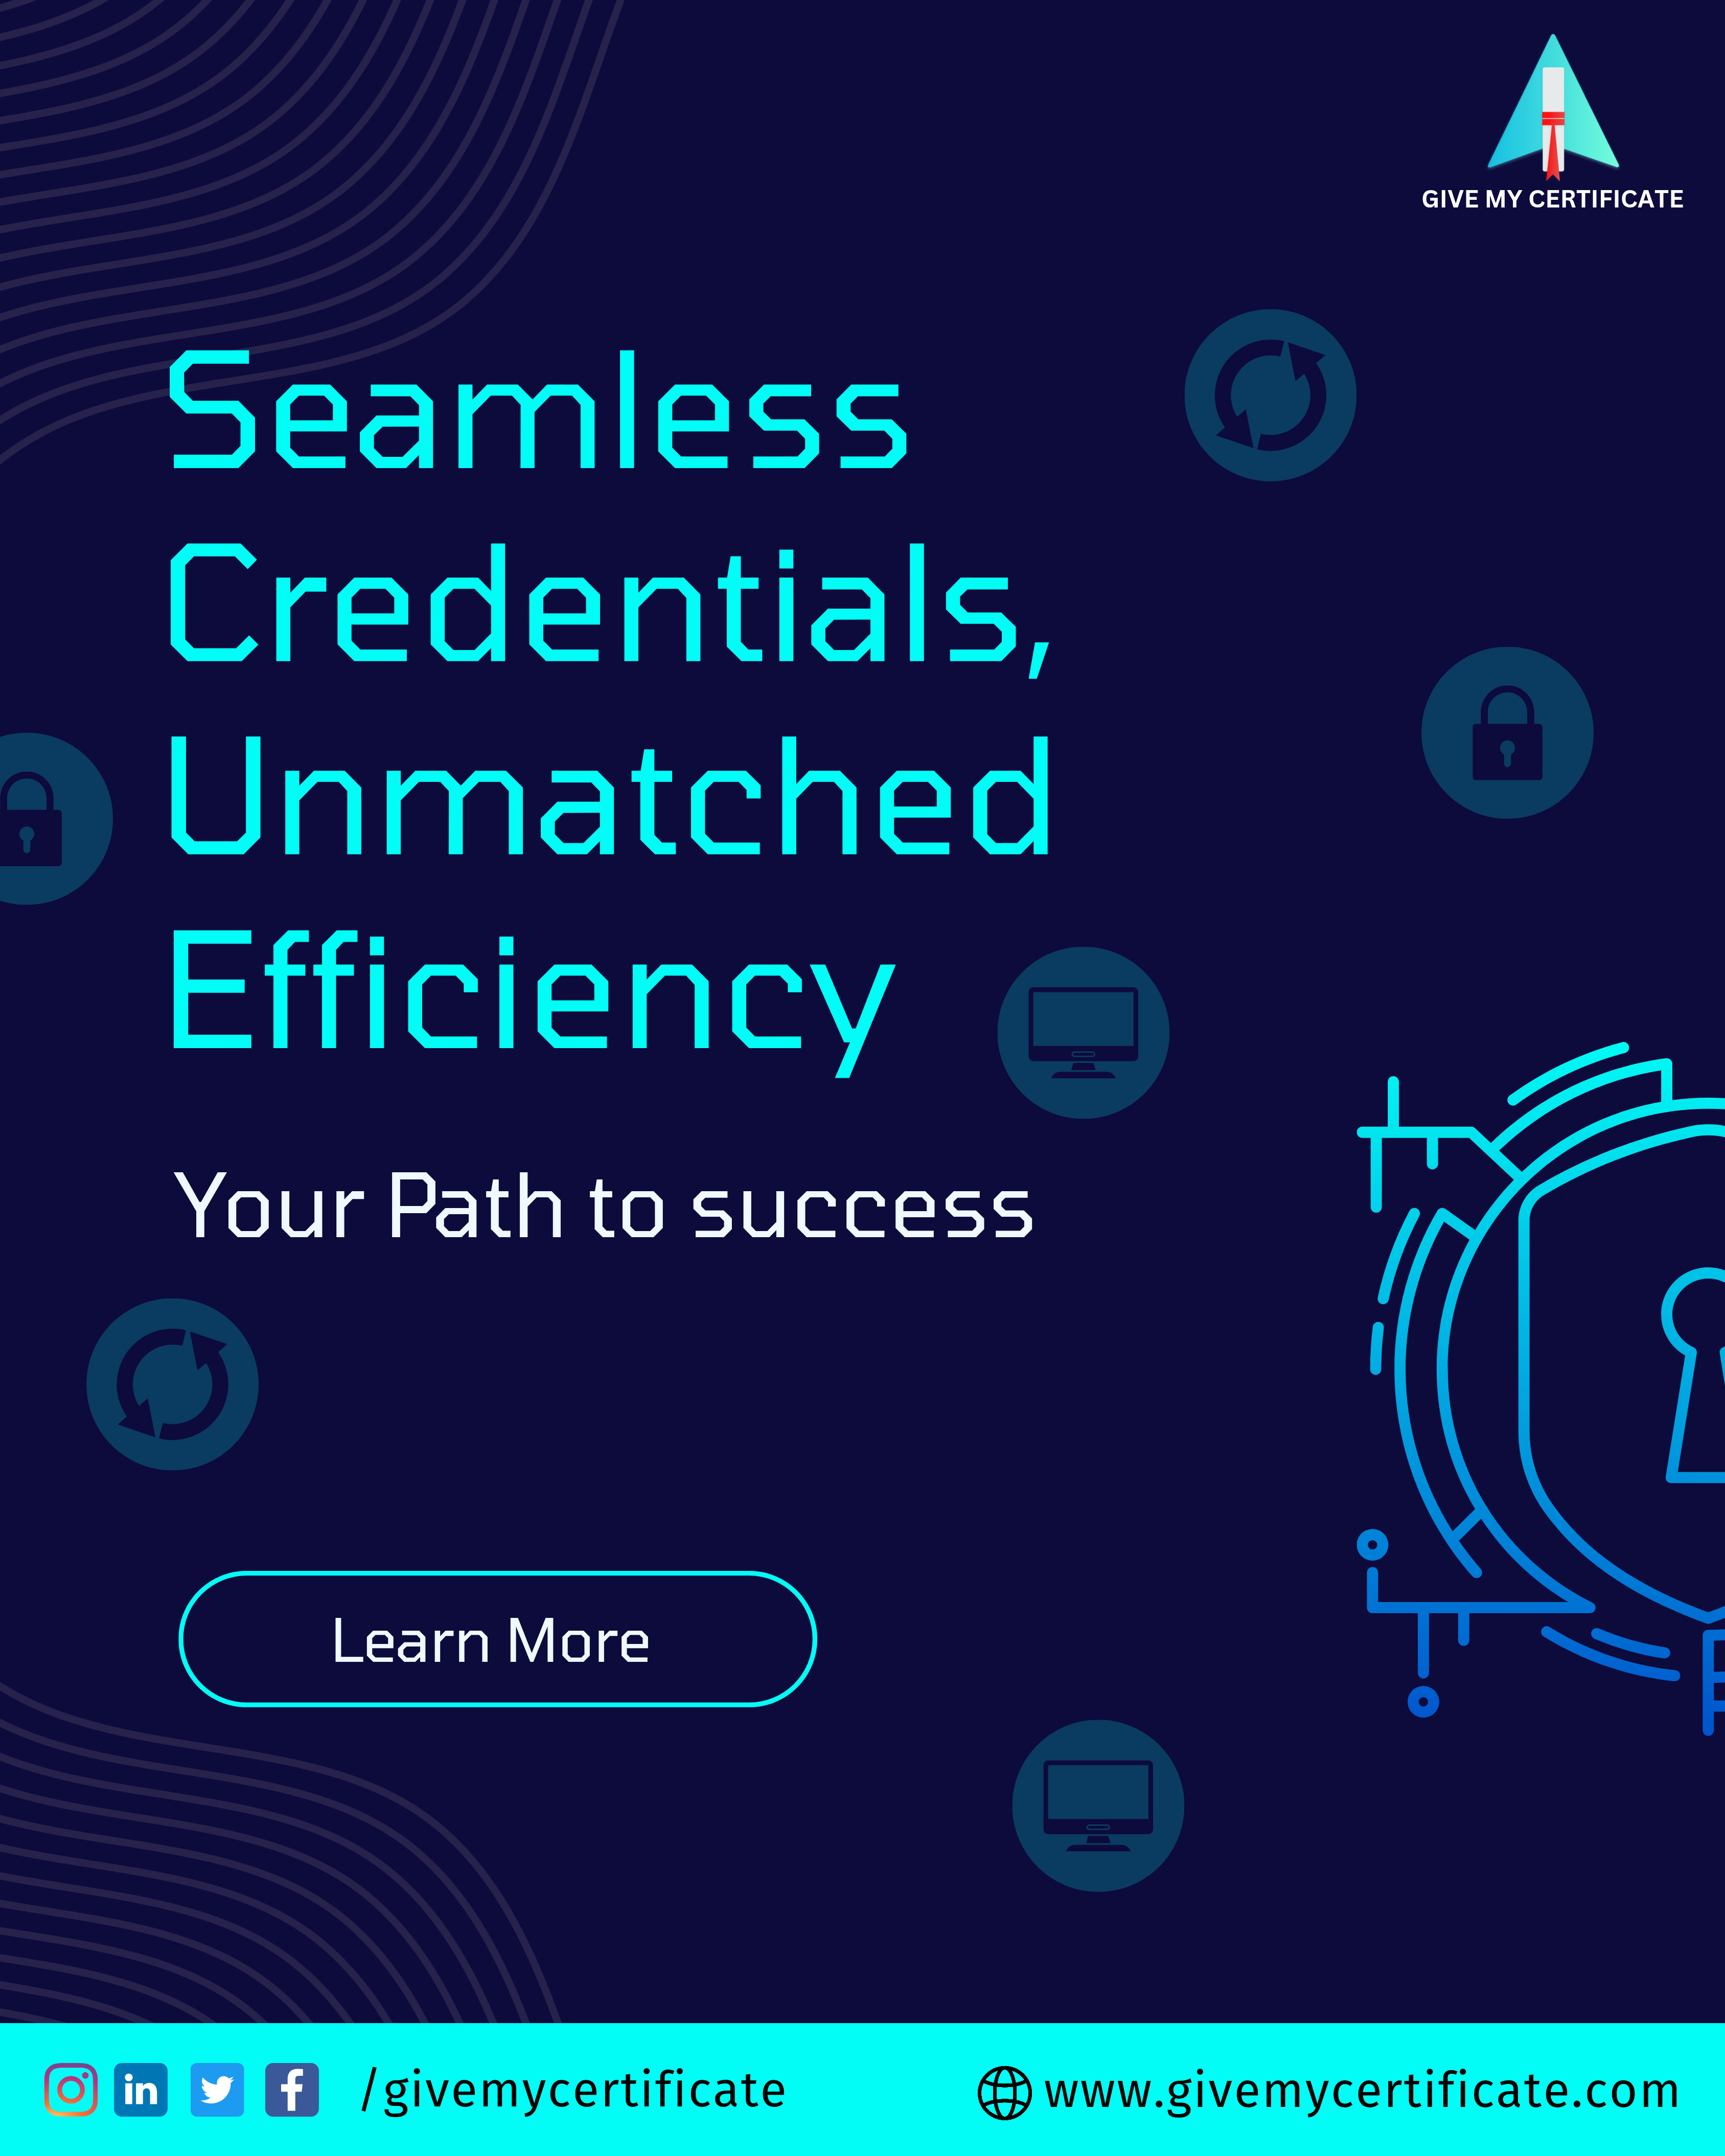 GIVE MY CERTIFICATE
Seamless
Credentials,
Unmatched
Efficiency
Your Path to success
Learn More
in
f
/givemycertificate
www.givemycertificate.com